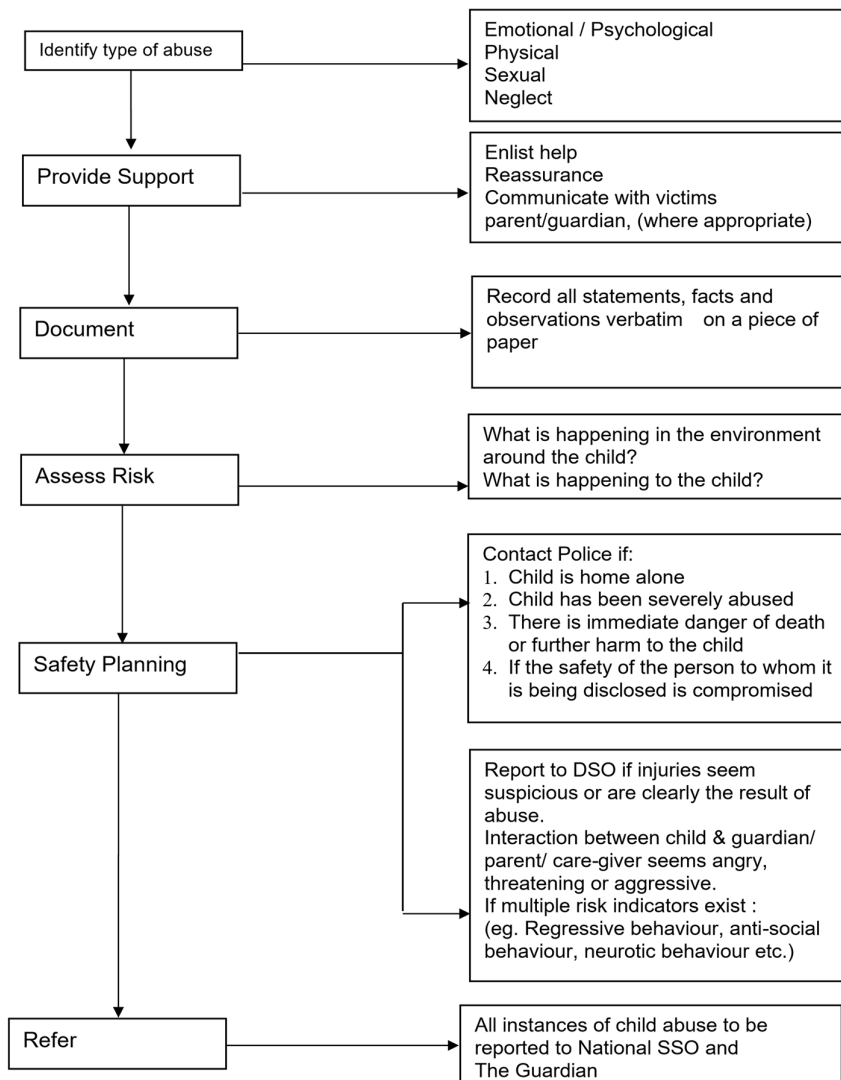 Identify type of abuse
Emotional / Psychological
Physical
Sexual
Neglect
Provide Support
Enlist help
Reassurance
Communicate with victims
parent/guardian, (where appropriate)
Document
Record all statements, facts and
observations verbatim on a piece of
paper
Assess Risk
What is happening in the environment
around the child?
What is happening to the child?
Safety Planning
Contact Police if:
1. Child is home alone
2. Child has been severely abused
3. There is immediate danger of death
or further harm to the child
4. If the safety of the person to whom it
is being disclosed is compromised
Report to DSO if injuries seem
suspicious or are clearly the result of
abuse.
Interaction between child & guardian/
parent/ care-giver seems angry,
threatening or aggressive.
If multiple risk indicators exist :
(eg. Regressive behaviour, anti-social
behaviour, neurotic behaviour etc.)
Refer
All instances of child abuse to be
reported to National SSO and
The Guardian